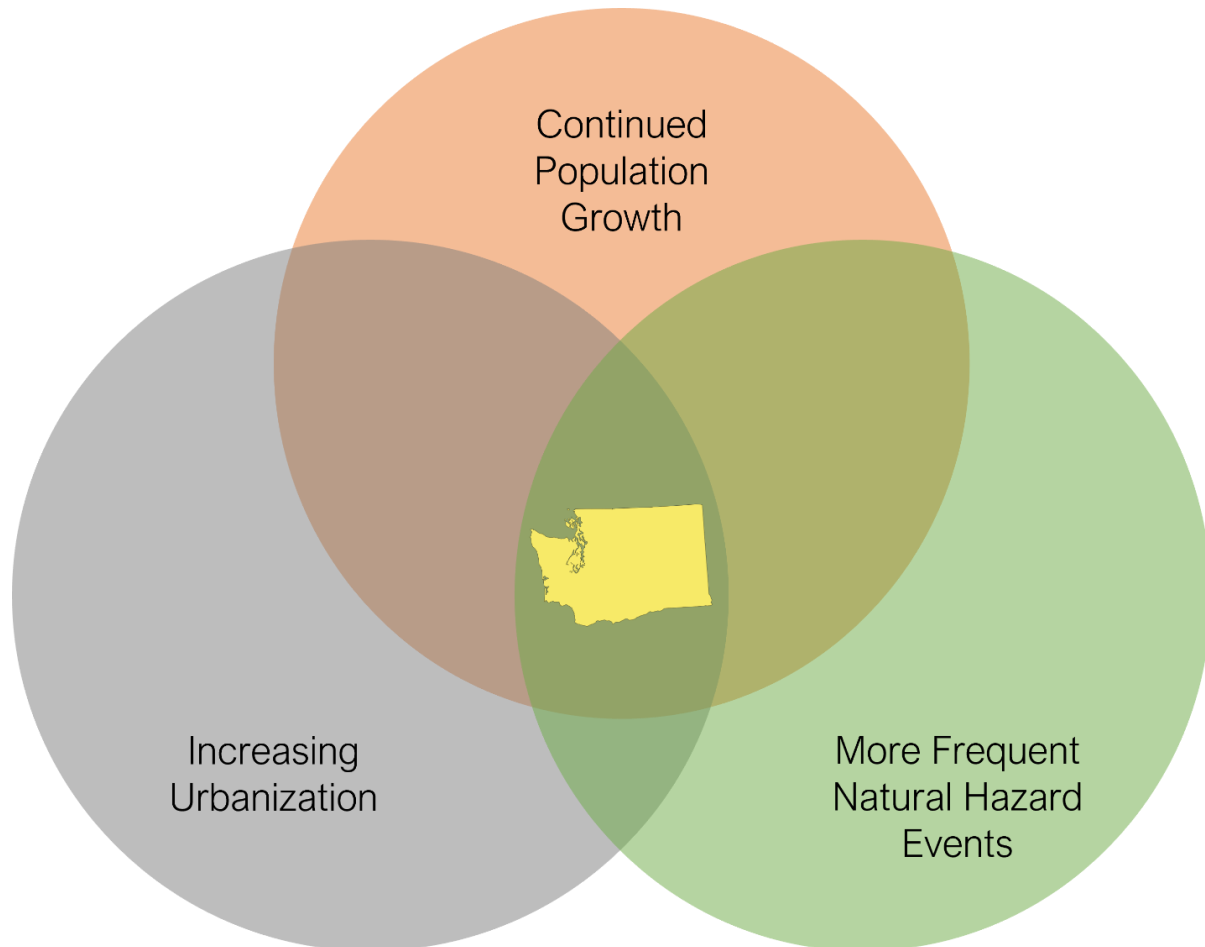 Continued
Population
Growth
Increasing
Urbanization
More Frequent
Natural Hazard
Events